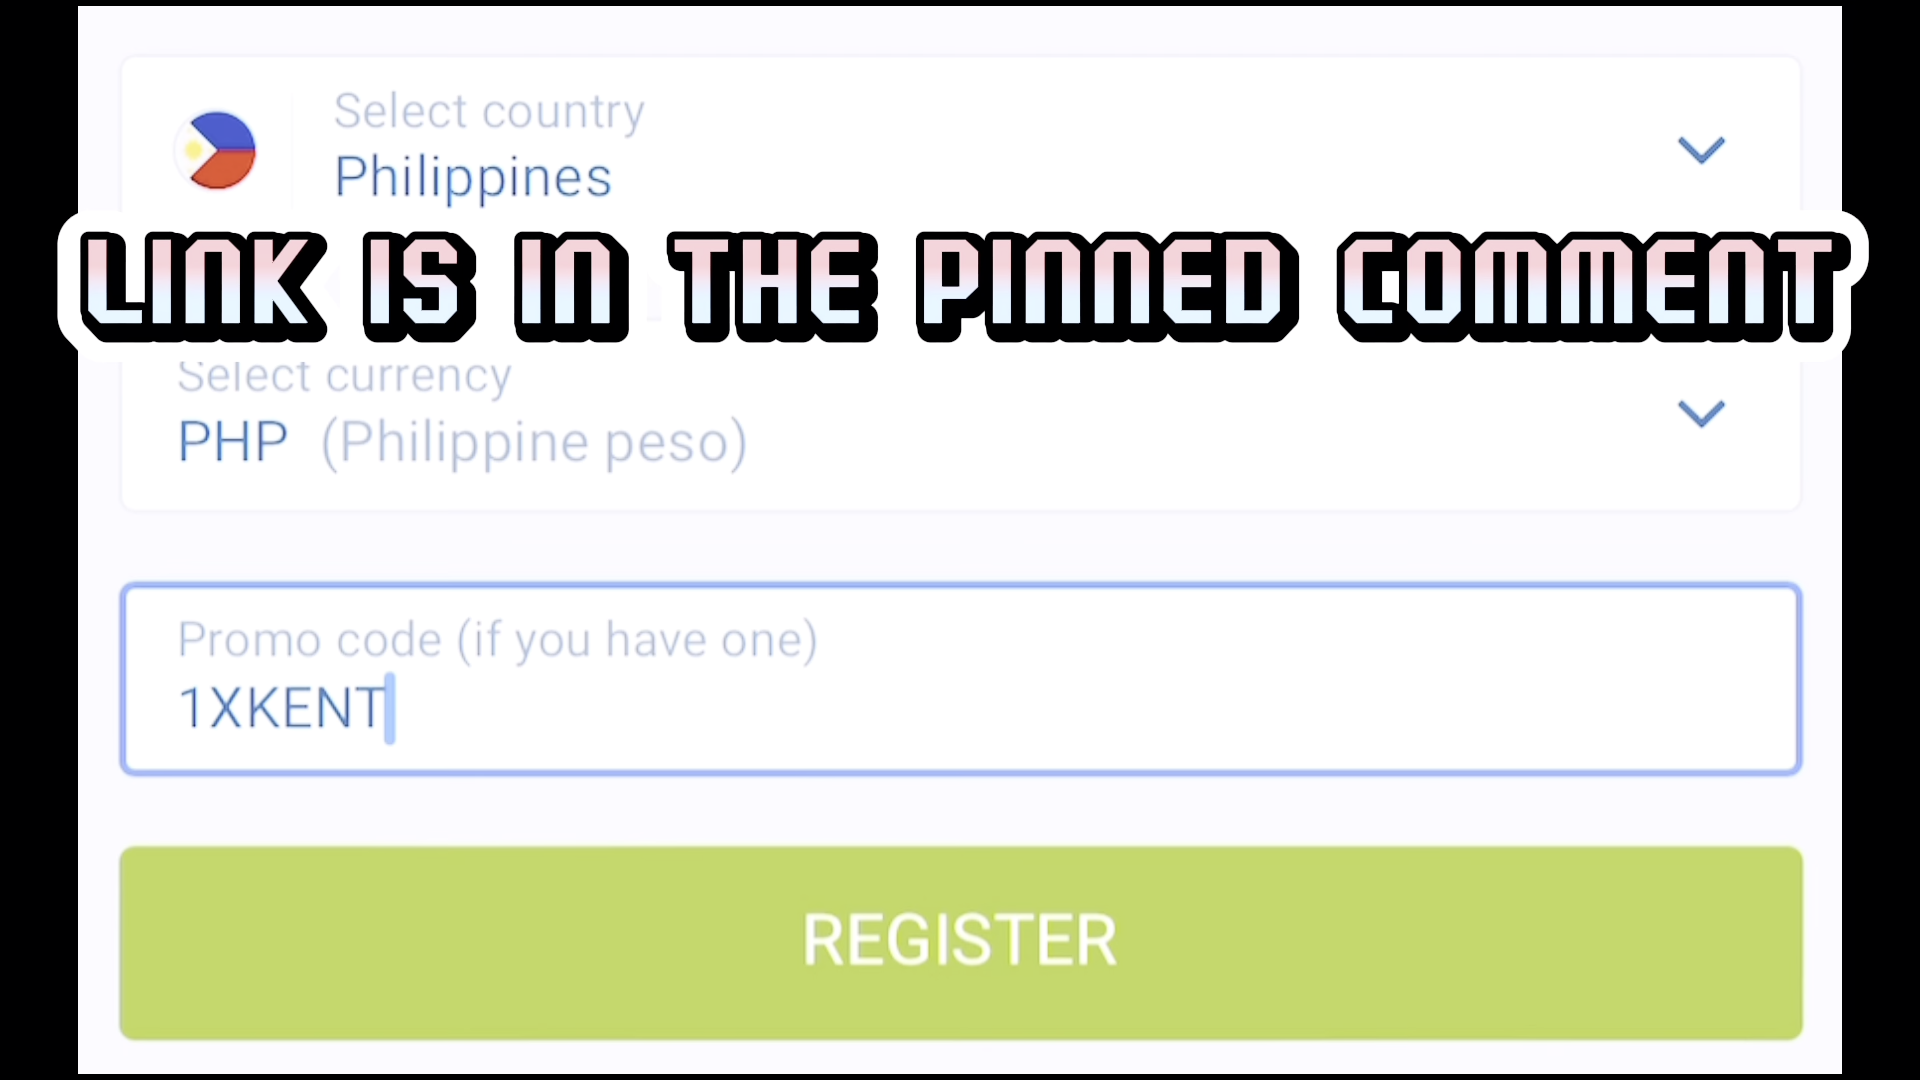 Select country
Philippines
LINK IS IN THE PINNED COMMENT
Select currency
PHP (Philippine peso)
Promo code (if you have one)
1XKENT
REGISTER